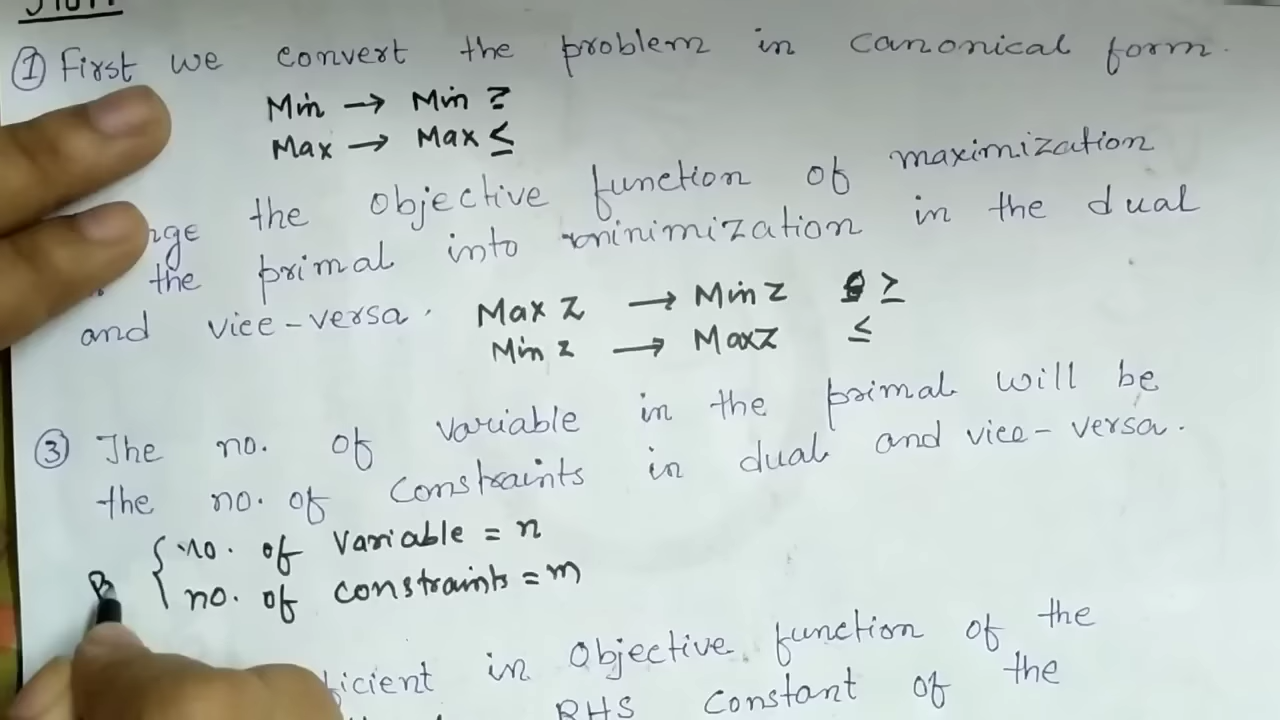 ① First we convert the problem in canonical form.
Min → Min ≥
Max → Max ≤
the objective function of maximization
the primal into minimization in the dual
and vice-versa.
Max Z → Min Z ≥
Min z → Max Z ≤
③ The no. of variable in the primal will be
the no. of constraints in dual and vice-versa.
no. of variable = n
no. of constraints = m
in Objective function of the
RHS constant of the